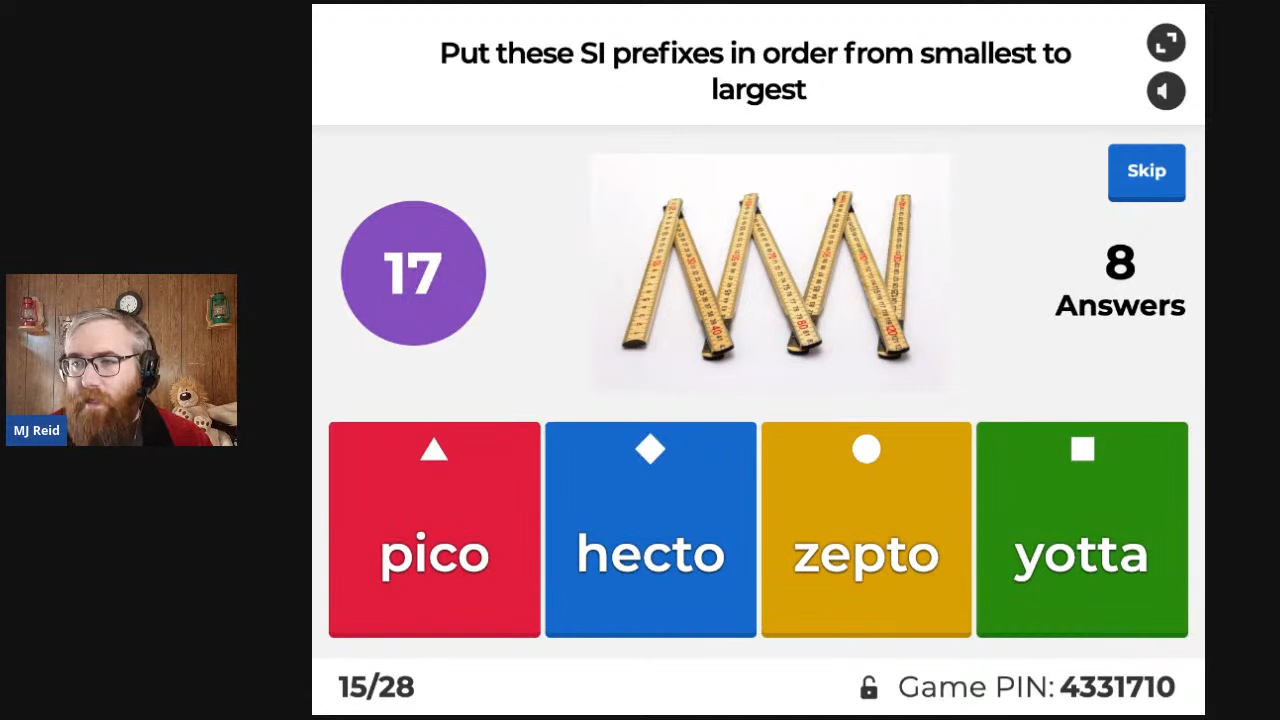 Put these SI prefixes in order from smallest to
largest
Skip
17
8
Answers
MJ Reid
pico
hecto
zepto
yotta
15/28
Game PIN: 4331710